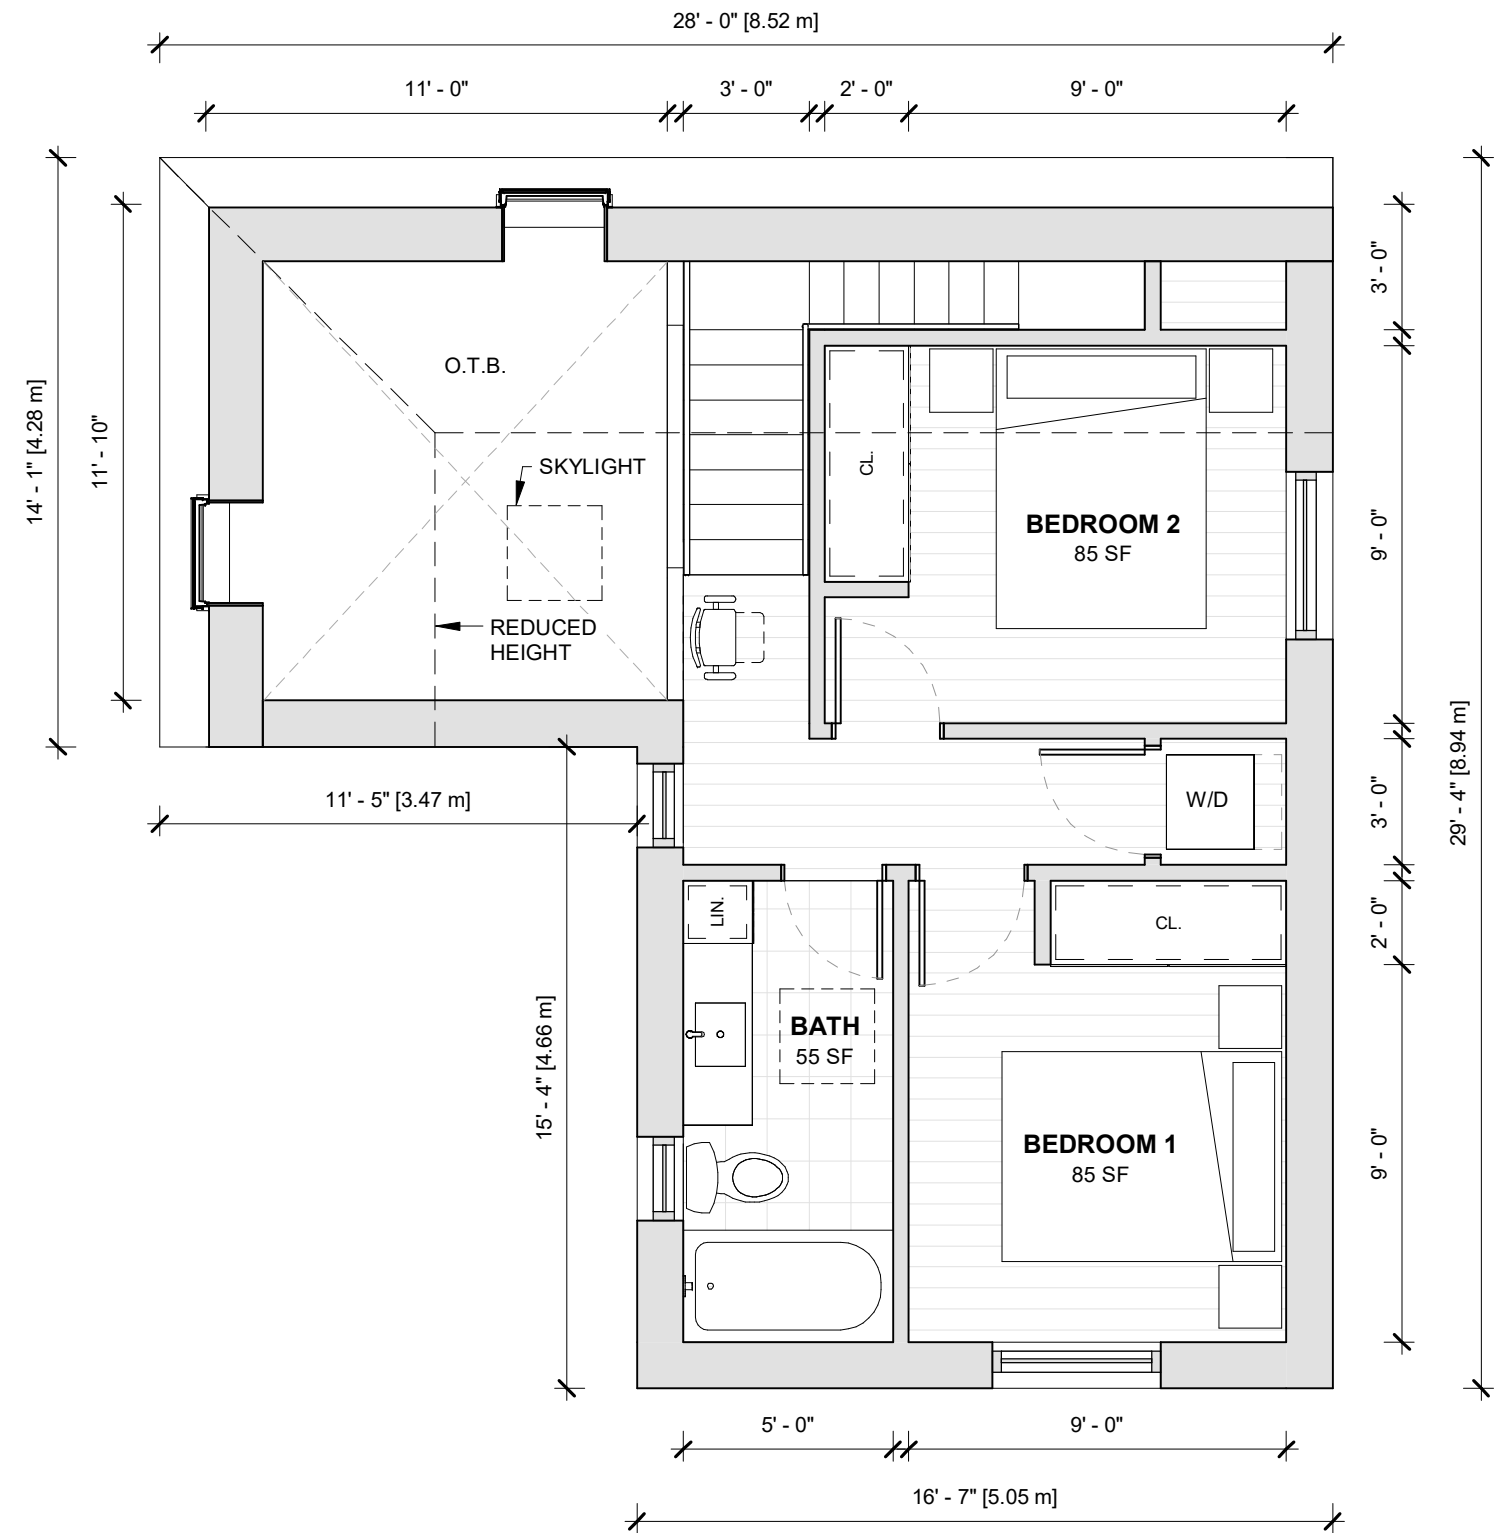 28' - 0" [8.52 m]
11' - 0"
3' - 0"
2' - 0"
9' - 0"
14' - 1" [4.28 m]
11' - 10"
3' - 0"
9' - 0"
3' - 0"
2' - 0"
9' - 0"
29' - 4" [8.94 m]
O.T.B.
SKYLIGHT
REDUCED
HEIGHT
CL.
BEDROOM 2
85 SF
11' - 5" [3.47 m]
W/D
LIN.
CL.
BATH
55 SF
15' - 4" [4.66 m]
BEDROOM 1
85 SF
5' - 0"
9' - 0"
16' - 7" [5.05 m]